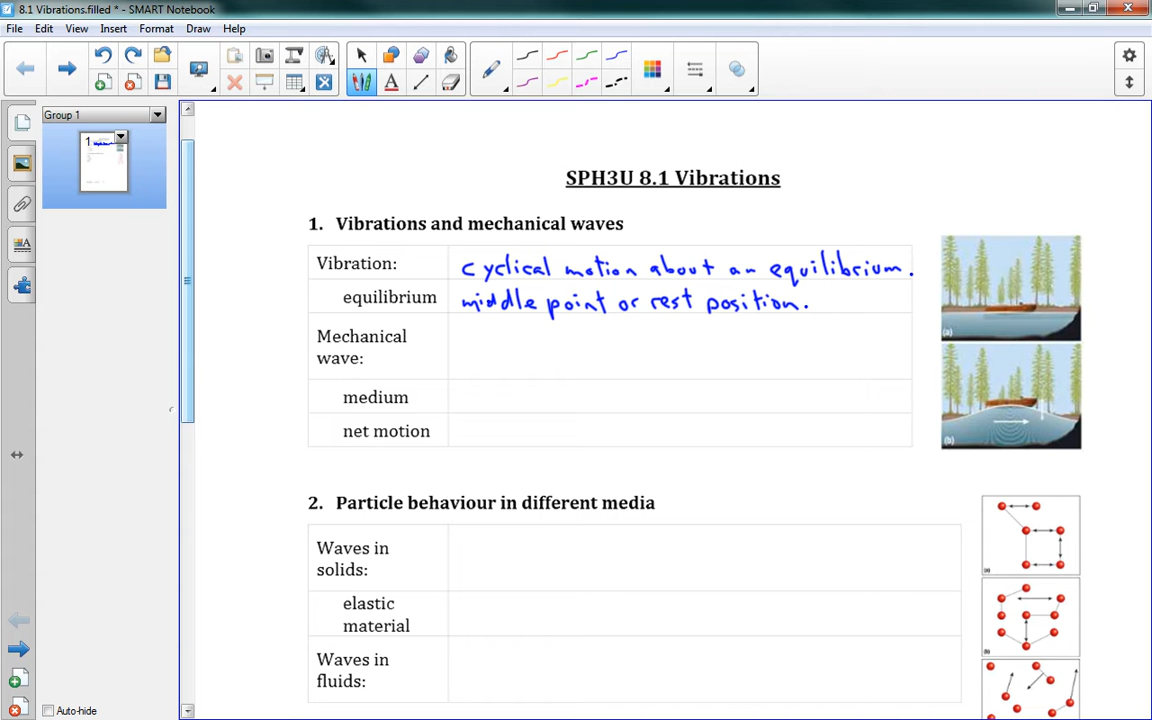 8.1 Vibrations.filled * - SMART Notebook
File Edit View Insert Format Draw Help
Group 1
1
SPH3U 8.1 Vibrations
1. Vibrations and mechanical waves
Vibration: cyclical motion about an equilibrium.
equilibrium middle point or rest position.
Mechanical
wave:
medium
net motion
(a)
(b)
2. Particle behaviour in different media
Waves in
solids:
elastic
material
Waves in
fluids:
(a)
(b)
Auto-hide